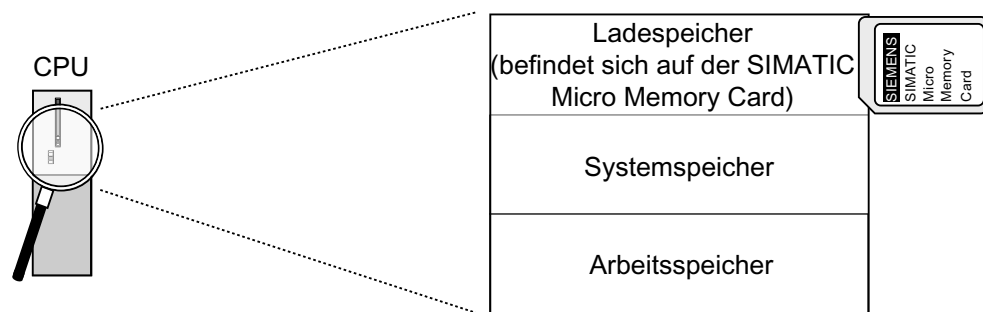 CPU
Ladespeicher
(befindet sich auf der SIMATIC
Micro Memory Card)
SIEMENS
SIMATIC
Micro
Memory
Card
Systemspeicher
Arbeitsspeicher